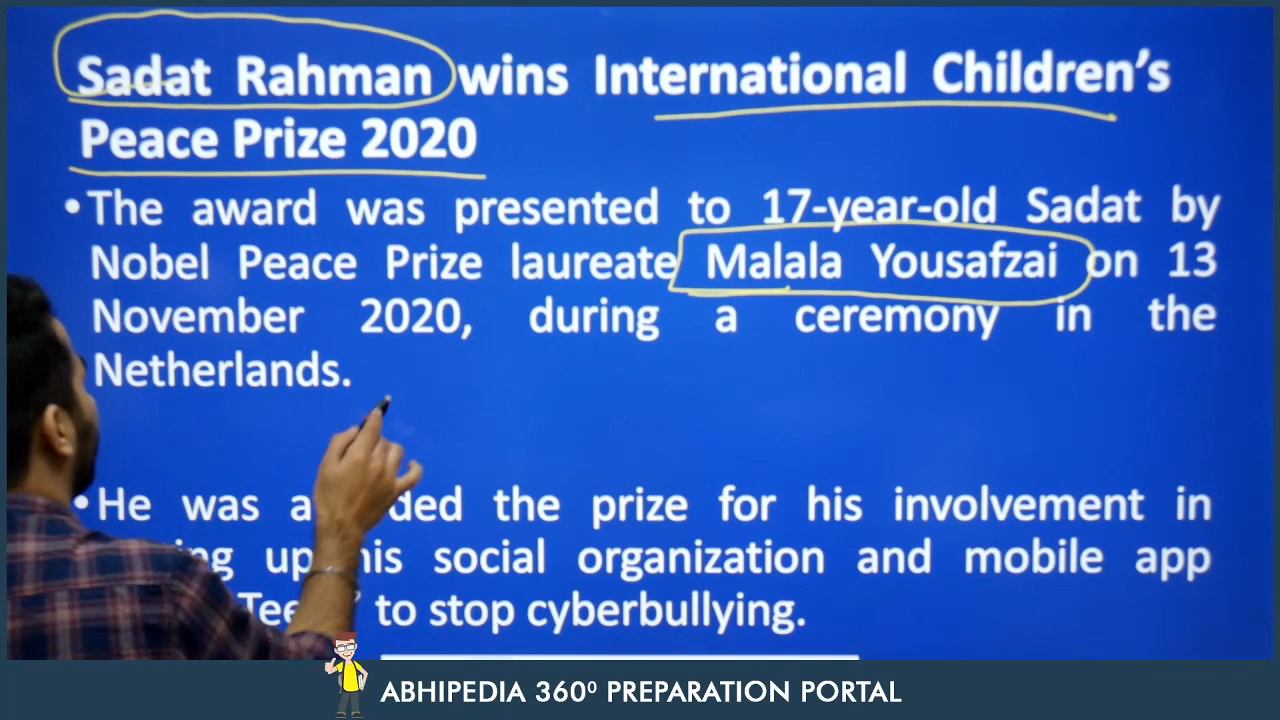 Sadat Rahman wins International Children's
Peace Prize 2020
• The award was presented to 17-year-old Sadat by
Nobel Peace Prize laureate Malala Yousafzai on 13
November 2020, during a ceremony in the
Netherlands.
• He was the prize for his involvement in
up his social organization and mobile app
to stop cyberbullying.
ABHIPEDIA 360⁰ PREPARATION PORTAL